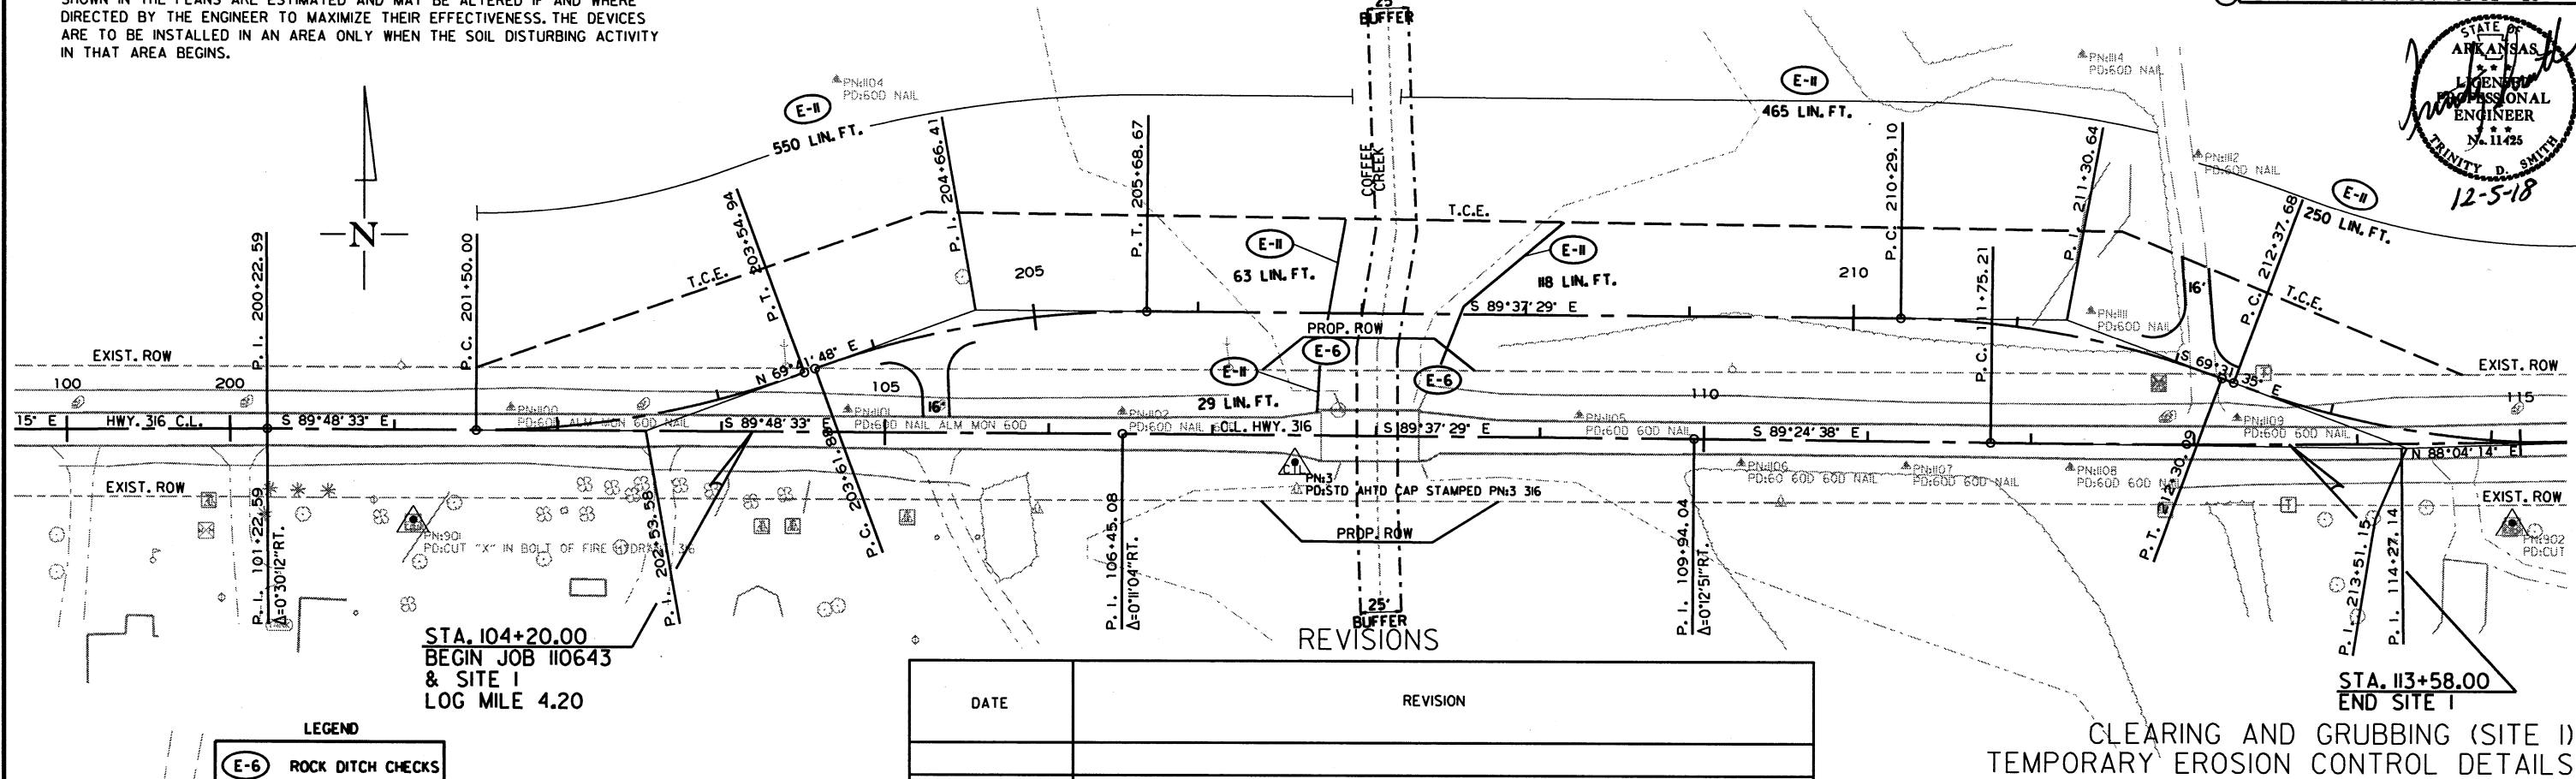 DIRECTED BY THE ENGINEER TO MAXIMIZE THEIR EFFECTIVENESS. THE DEVICES
ARE TO BE INSTALLED IN AN AREA ONLY WHEN THE SOIL DISTURBING ACTIVITY
IN THAT AREA BEGINS.
25'
BUFFER
STATE OF
ARKANSAS
LICENSED
PROFESSIONAL
ENGINEER
No. 11425
TRINITY D. SMITH
12-5-18
PN:1104
PD:60D NAIL
E-11
550 LIN. FT.
E-11
465 LIN. FT.
PN:1114
PD:60D NAIL
PN:1112
PD:60D NAIL
E-11
250 LIN. FT.
N
COFFEE
CREEK
P. I. 200+22.59
P. C. 201+50.00
P. T. 203+54.94
P. I. 204+66.41
P. T. 205+68.67
P. C. 210+29.10
P. I. 211+30.64
P. C. 212+37.68
T.C.E.
T.C.E.
T.C.E.
205
210
E-11
63 LIN. FT.
E-11
118 LIN. FT.
S 89°37'29" E
PROP. ROW
16'
PN:1111
PD:60D NAIL
P. C. 111+75.21
EXIST. ROW
EXIST. ROW
N 69°41'48" E
S 69°31'35" E
E-6
E-11
29 LIN. FT.
E-6
100
200
105
110
115
16'
PN:1100
PD:60D ALM MON 60D NAIL
PN:1101
PD:60D NAIL ALM MON 60D
PN:1102
PD:60D NAIL
PN:1105
PD:60D 60D NAIL
PN:1109
PD:60D 60D NAIL
15" E
HWY. 316 C.L.
S 89°48'33" E
S 89°48'33" E
C.L. HWY. 316
S 89°37'29" E
S 89°24'38" E
N 88°04'14" E
EXIST. ROW
EXIST. ROW
CTL
PN:3
PD:STD AHTD CAP STAMPED PN:3 316
PN:1106
PD:60 60D 60D NAIL
PN:1107
PD:60D 60D NAIL
PN:1108
PD:60D 60D NAIL
PN:901
PD:CUT "X" IN BOLT OF FIRE HYDRANT 316
PN:902
PD:CUT
PROP. ROW
P. I. 101+22.59
Δ=0°30'12"RT.
P. I. 202+53.58
P. C. 203+61.88
P. I. 106+45.08
Δ=0°11'04"RT.
P. I. 109+94.04
Δ=0°12'51"RT.
P. T. 212+30.09
P. I. 213+51.15
P. I. 114+27.14
25'
BUFFER
STA. 104+20.00
BEGIN JOB 110643
& SITE 1
LOG MILE 4.20
STA. 113+58.00
END SITE 1
REVISIONS
DATE
REVISION
LEGEND
E-6
ROCK DITCH CHECKS
CLEARING AND GRUBBING (SITE 1)
TEMPORARY EROSION CONTROL DETAILS